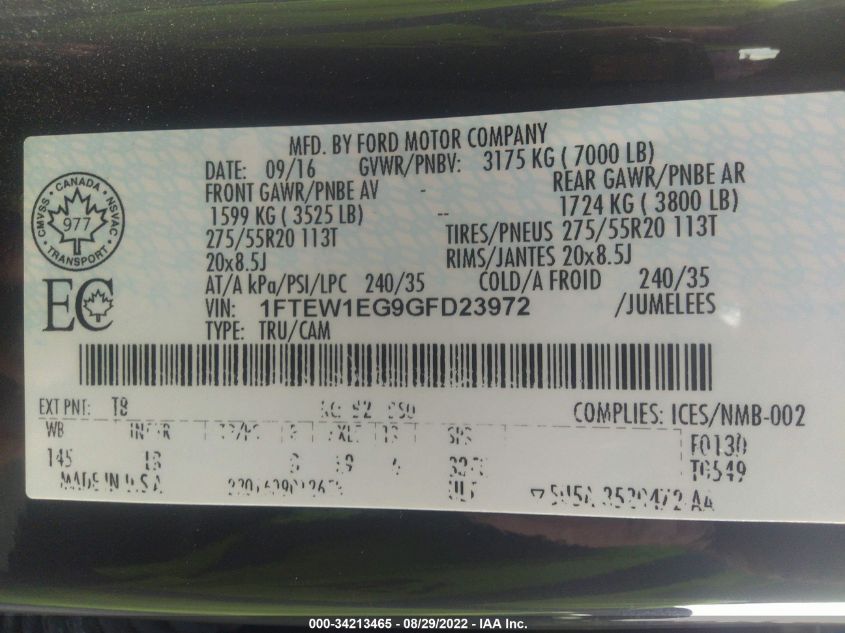 MFD. BY FORD MOTOR COMPANY
DATE: 09/16 GVWR/PNBV: 3175 KG ( 7000 LB)
FRONT GAWR/PNBE AV - REAR GAWR/PNBE AR
1599 KG ( 3525 LB) -- 1724 KG ( 3800 LB)
275/55R20 113T TIRES/PNEUS 275/55R20 113T
20x8.5J RIMS/JANTES 20x8.5J
AT/A kPa/PSI/LPC 240/35 COLD/A FROID 240/35
VIN: 1FTEW1EG9GFD23972 /JUMELEES
TYPE: TRU/CAM
CANADA
CMVSS NSVAC
977
TRANSPORT
EC
EXT PNT: T8 COMPLIES: ICES/NMB-002
WB F0130
145 T0549
MADE IN U.S.A
000-34213465 - 08/29/2022 - IAA Inc.